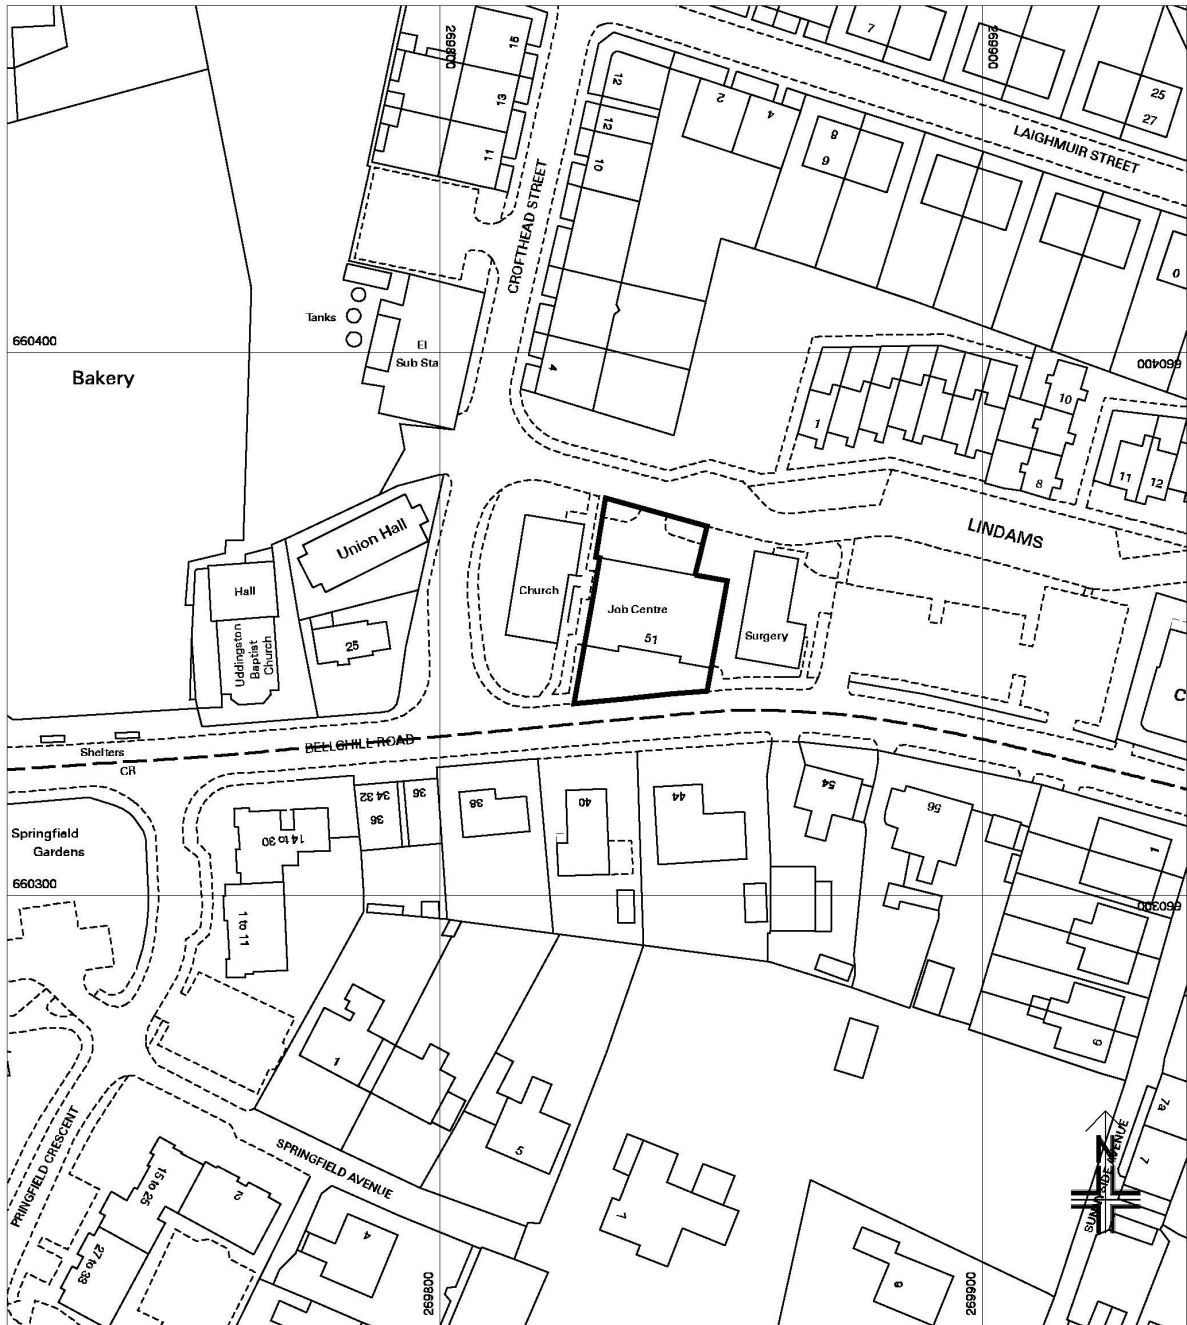 15
269800
7
269900
25
27
13
12
2
4
LAIGHMUIR STREET
8
6
12
11
10
CROFTHEAD STREET
0
Tanks
El
Sub Sta
660400
660400
Bakery
4
1
10
11
12
8
LINDAMS
Union Hall
Hall
Church
Job Centre
51
Surgery
Uddingston
Baptist
Church
25
C
Shelters
BELLSHILL ROAD
CR
32 34
36
36
38
40
44
54
56
1
14 to 30
Springfield
Gardens
660300
660300
1 to 11
1
5
9
7a
7
SUNNYSIDE AVENUE
N
PRINGFIELD CRESCENT
SPRINGFIELD AVENUE
15 to 25
2
27 to 39
4
7
9
269800
269900